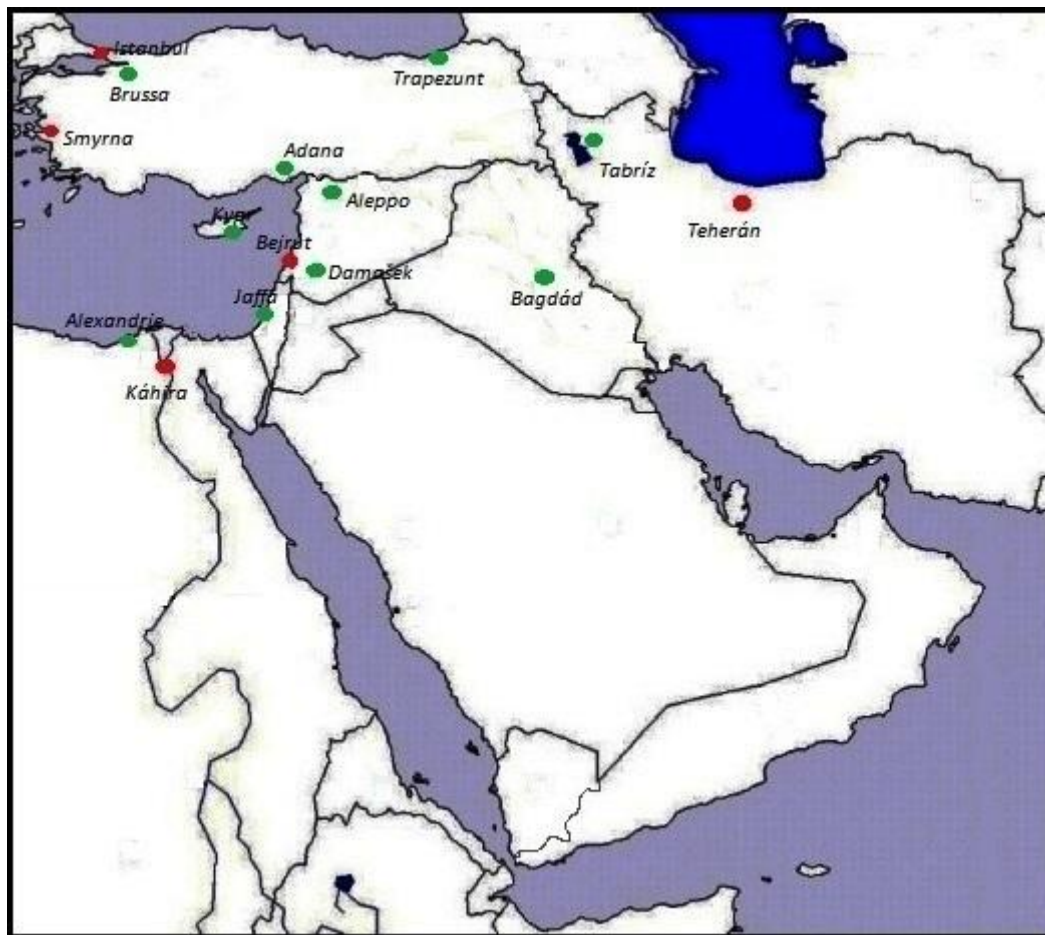 Istanbul
Trapezunt
Brussa
Smyrna
Adana
Tabríz
Aleppo
Kypr
Teherán
Bejrút
Damašek
Bagdád
Jaffa
Alexandrie
Káhira